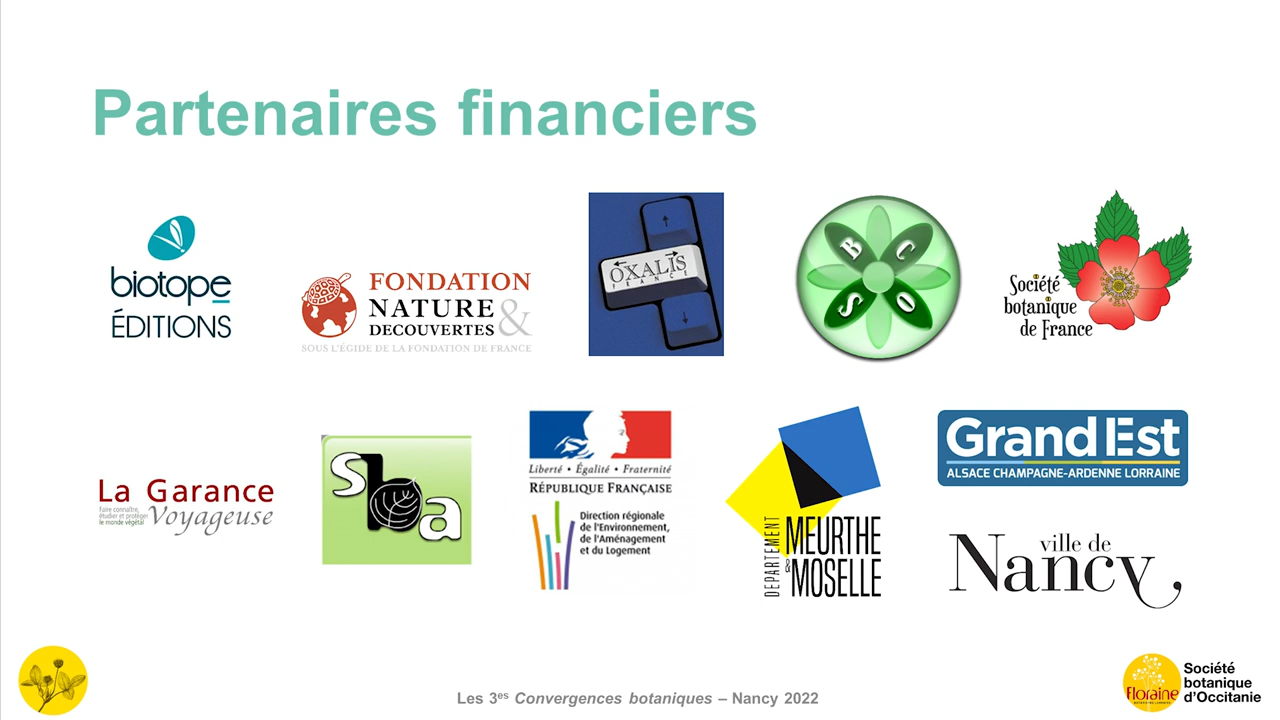 Partenaires financiers
biotope
ÉDITIONS
FONDATION
NATURE &
DECOUVERTES
SOUS L'ÉGIDE DE LA FONDATION DE FRANCE
OXALIS
FRANCE
B C
S O
Société
botanique
de France
La Garance
Voyageuse
Faire connaître,
étudier et protéger
le monde végétal
sba
Liberté • Égalité • Fraternité
RÉPUBLIQUE FRANÇAISE
Direction régionale
de l'Environnement,
de l'Aménagement
et du Logement
DEPARTEMENT
MEURTHE
& MOSELLE
Grand Est
ALSACE CHAMPAGNE-ARDENNE LORRAINE
ville de
Nancy
Les 3es Convergences botaniques – Nancy 2022
Floraine
Société
botanique
d'Occitanie